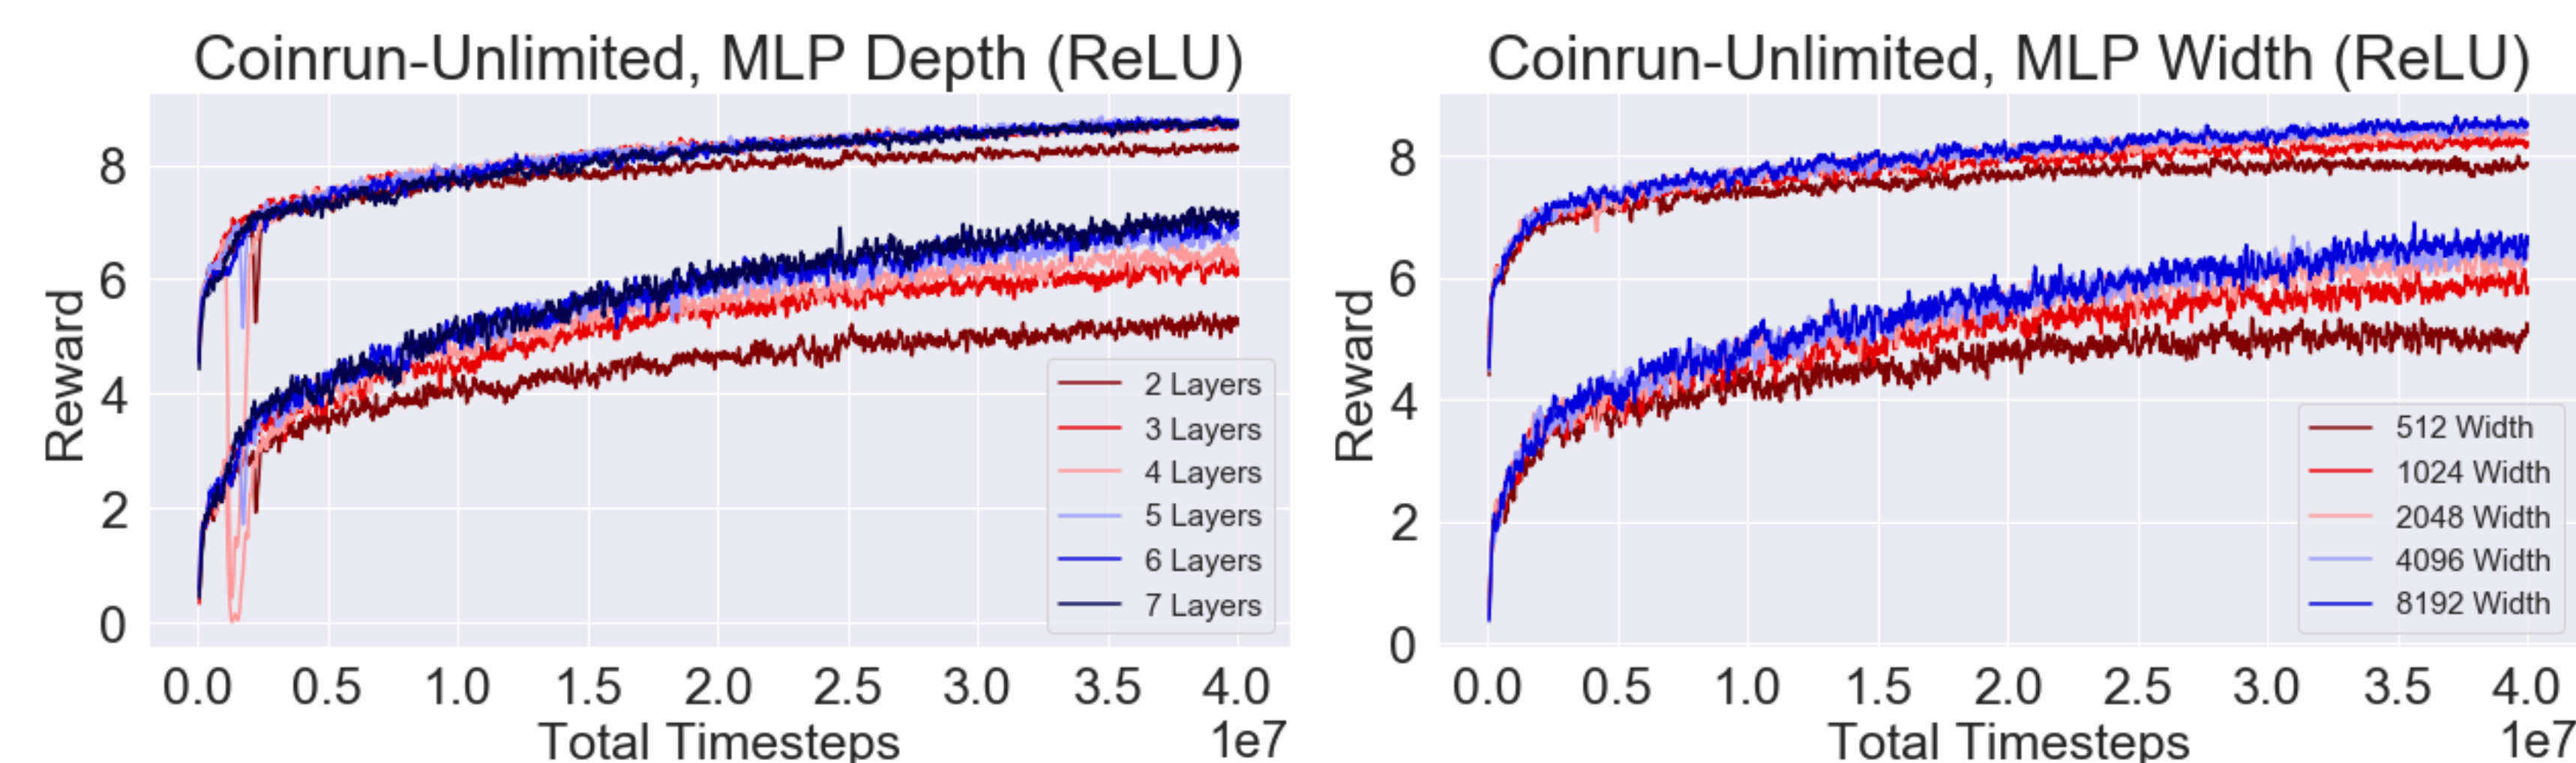 Coinrun-Unlimited, MLP Depth (ReLU)
Reward
8
6
4
2
0
2 Layers
3 Layers
4 Layers
5 Layers
6 Layers
7 Layers
0.0 0.5 1.0 1.5 2.0 2.5 3.0 3.5 4.0
Total Timesteps
1e7
Coinrun-Unlimited, MLP Width (ReLU)
Reward
8
6
4
2
0
512 Width
1024 Width
2048 Width
4096 Width
8192 Width
0.0 0.5 1.0 1.5 2.0 2.5 3.0 3.5 4.0
Total Timesteps
1e7